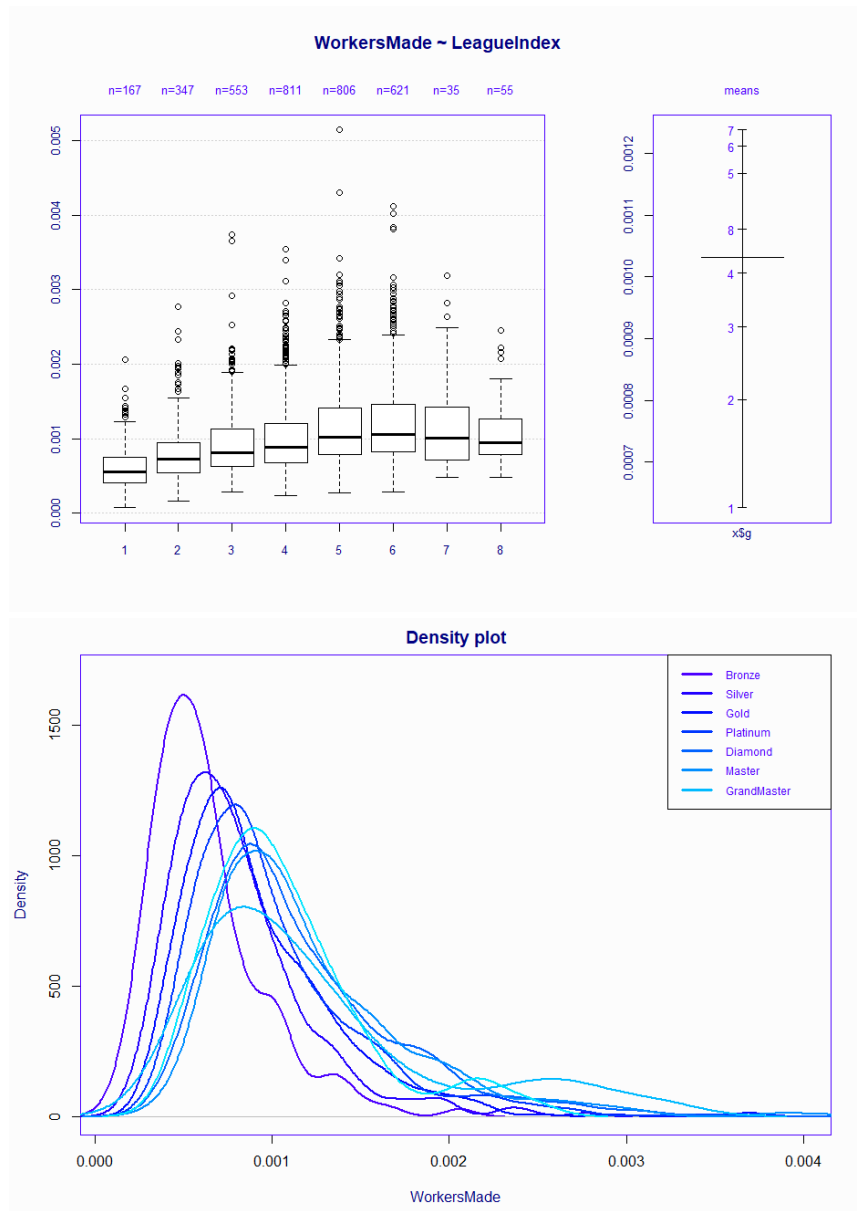 WorkersMade ~ LeagueIndex
n=167 n=347 n=553 n=811 n=806 n=621 n=35 n=55
means
0.005
0.004
0.003
0.002
0.001
0.000
1 2 3 4 5 6 7 8
0.0012
0.0011
0.0010
0.0009
0.0008
0.0007
7
6
5
8
4
3
2
1
x$g
Density plot
Bronze
Silver
Gold
Platinum
Diamond
Master
GrandMaster
Density
1500
1000
500
0
0.000 0.001 0.002 0.003 0.004
WorkersMade